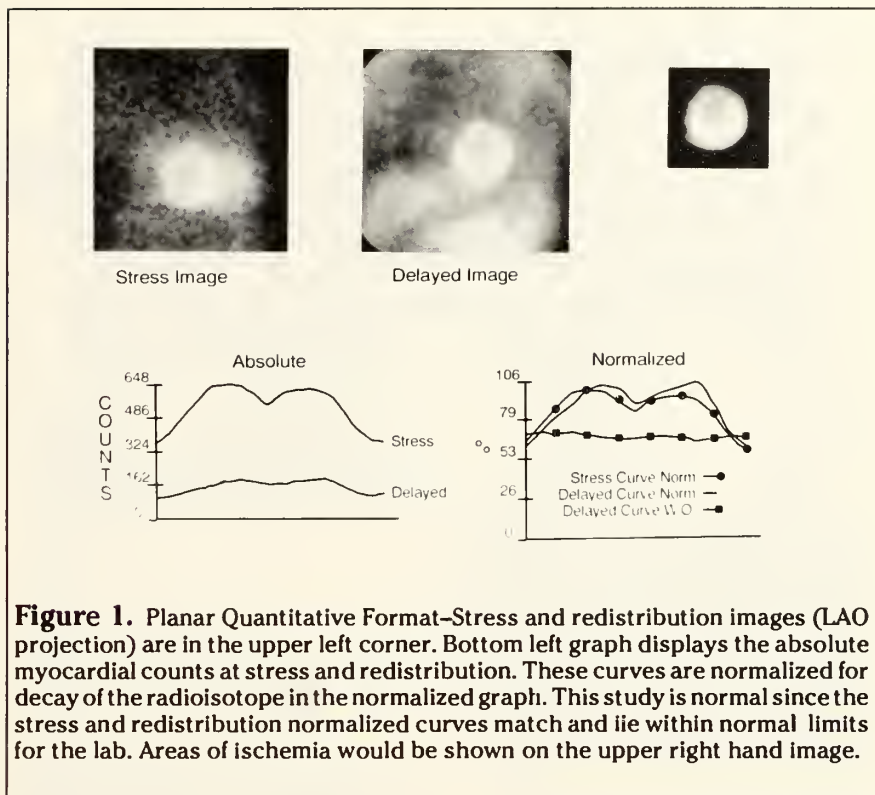 Stress Image
Delayed Image
Absolute
COUNTS
648
486
324
162
Stress
Delayed
Normalized
%
106
79
53
26
0
Stress Curve Norm
Delayed Curve Norm
Delayed Curve W O
Figure 1. Planar Quantitative Format–Stress and redistribution images (LAO
projection) are in the upper left corner. Bottom left graph displays the absolute
myocardial counts at stress and redistribution. These curves are normalized for
decay of the radioisotope in the normalized graph. This study is normal since the
stress and redistribution normalized curves match and lie within normal limits
for the lab. Areas of ischemia would be shown on the upper right hand image.